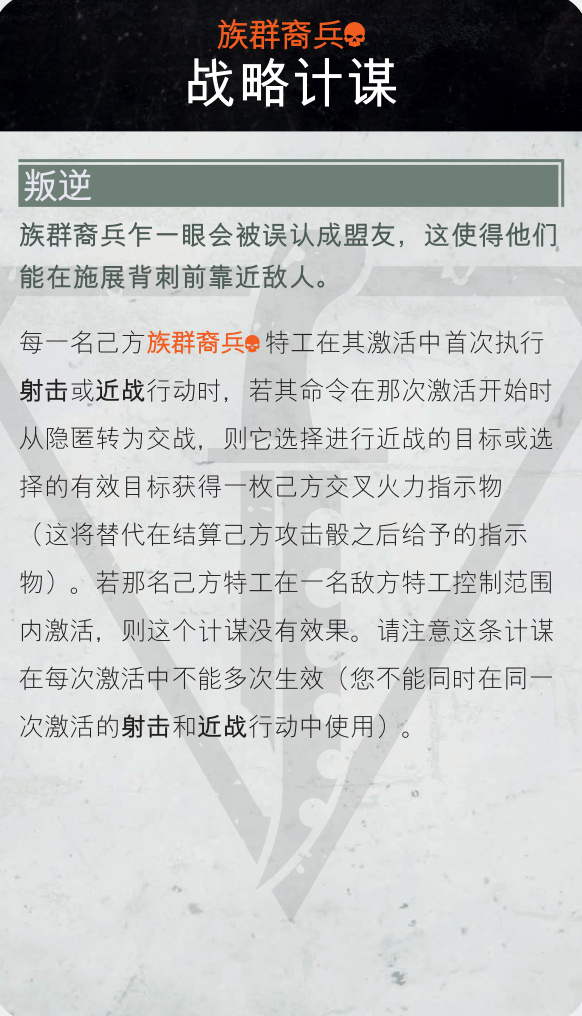 族群裔兵
战略计谋
叛逆
族群裔兵乍一眼会被误认成盟友，这使得他们
能在施展背刺前靠近敌人。
每一名己方族群裔兵特工在其激活中首次执行
射击或近战行动时，若其命令在那次激活开始时
从隐匿转为交战，则它选择进行近战的目标或选
择的有效目标获得一枚己方交叉火力指示物
（这将替代在结算己方攻击骰之后给予的指示
物）。若那名己方特工在一名敌方特工控制范围
内激活，则这个计谋没有效果。请注意这条计谋
在每次激活中不能多次生效（您不能同时在同一
次激活的射击和近战行动中使用）。